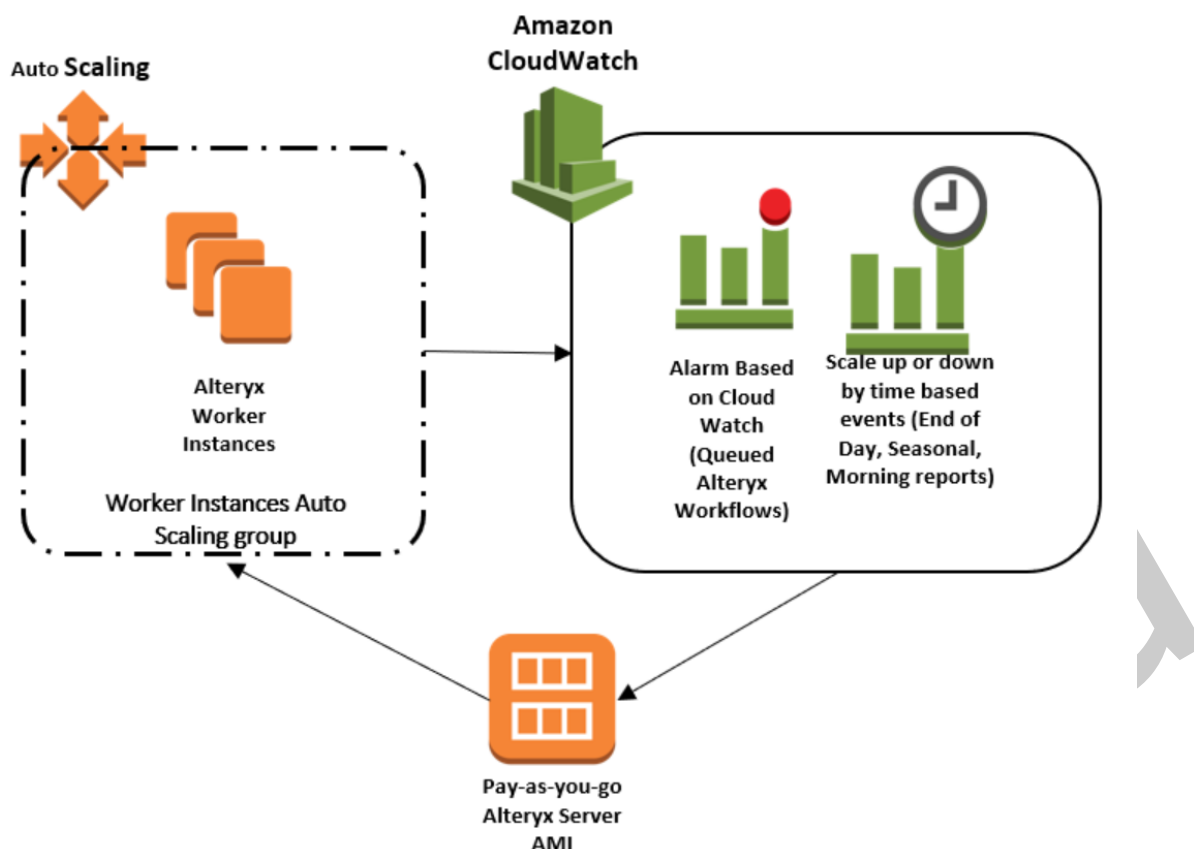 Amazon
CloudWatch
Auto Scaling
Alteryx
Worker
Instances
Worker Instances Auto
Scaling group
Alarm Based
on Cloud
Watch
(Queued
Alteryx
Workflows)
Scale up or down
by time based
events (End of
Day, Seasonal,
Morning reports)
Pay-as-you-go
Alteryx Server
AMI